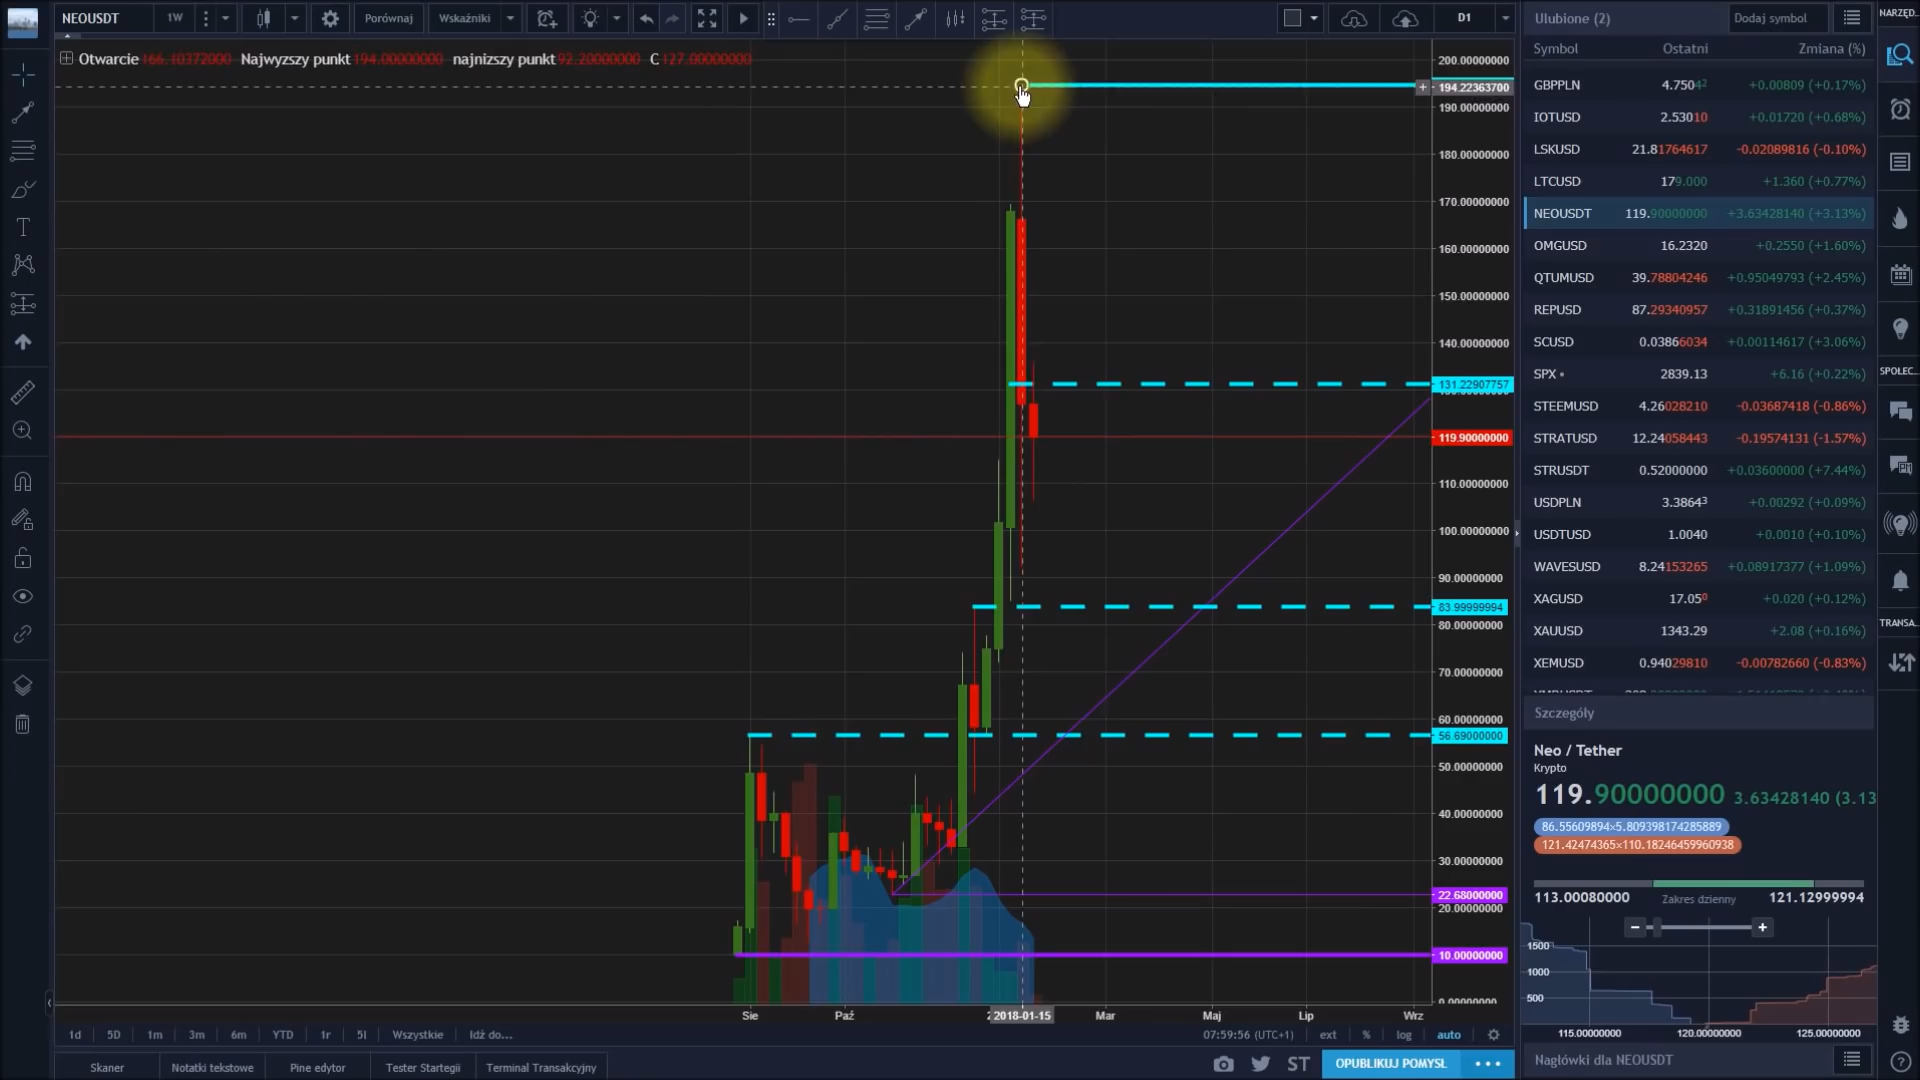 NEOUSDT 1W Porównaj Wskaźniki D1
Otwarcie 166.10372000 Najwyzszy punkt 194.00000000 najnizszy punkt 92.20000000 C 127.00000000
200.00000000
194.22363700
190.00000000
180.00000000
170.00000000
160.00000000
150.00000000
140.00000000
131.22907757
119.90000000
110.00000000
100.00000000
90.00000000
83.99999994
80.00000000
70.00000000
60.00000000
56.69000000
50.00000000
40.00000000
30.00000000
22.68000000
20.00000000
10.00000000
0.00000000
Sie Paź 2018-01-15 Mar Maj Lip Wrz
1d 5D 1m 3m 6m YTD 1r 5l Wszystkie Idź do... 07:59:56 (UTC+1) ext % log auto
Skaner Notatki tekstowe Pine edytor Tester Startegii Terminal Transakcyjny ST OPUBLIKUJ POMYSŁ
Ulubione (2) Dodaj symbol
Symbol Ostatni Zmiana (%)
GBPPLN 4.7504² +0.00809 (+0.17%)
IOTUSD 2.53010 +0.01720 (+0.68%)
LSKUSD 21.81764617 -0.02089816 (-0.10%)
LTCUSD 179.000 +1.360 (+0.77%)
NEOUSDT 119.90000000 +3.63428140 (+3.13%)
OMGUSD 16.2320 +0.2550 (+1.60%)
QTUMUSD 39.78804246 +0.95049793 (+2.45%)
REPUSD 87.29340957 +0.31891456 (+0.37%)
SCUSD 0.03866034 +0.00114617 (+3.06%)
SPX 2839.13 +6.16 (+0.22%)
STEEMUSD 4.26028210 -0.03687418 (-0.86%)
STRATUSD 12.24058443 -0.19574131 (-1.57%)
STRUSDT 0.52000000 +0.03600000 (+7.44%)
USDPLN 3.3864³ +0.00292 (+0.09%)
USDTUSD 1.0040 +0.0010 (+0.10%)
WAVESUSD 8.24153265 +0.08917377 (+1.09%)
XAGUSD 17.05⁰ +0.020 (+0.12%)
XAUUSD 1343.29 +2.08 (+0.16%)
XEMUSD 0.94029810 -0.00782660 (-0.83%)
Szczegóły
Neo / Tether
Krypto
119.90000000 3.63428140 (3.13
86.55609894×5.809398174285889
121.42474365×110.18246459960938
113.00080000 Zakres dzienny 121.12999994
1500
1000
500
115.00000000 120.00000000 125.00000000
Nagłówki dla NEOUSDT
NARZĘD.
SPOŁEC.
TRANSA..